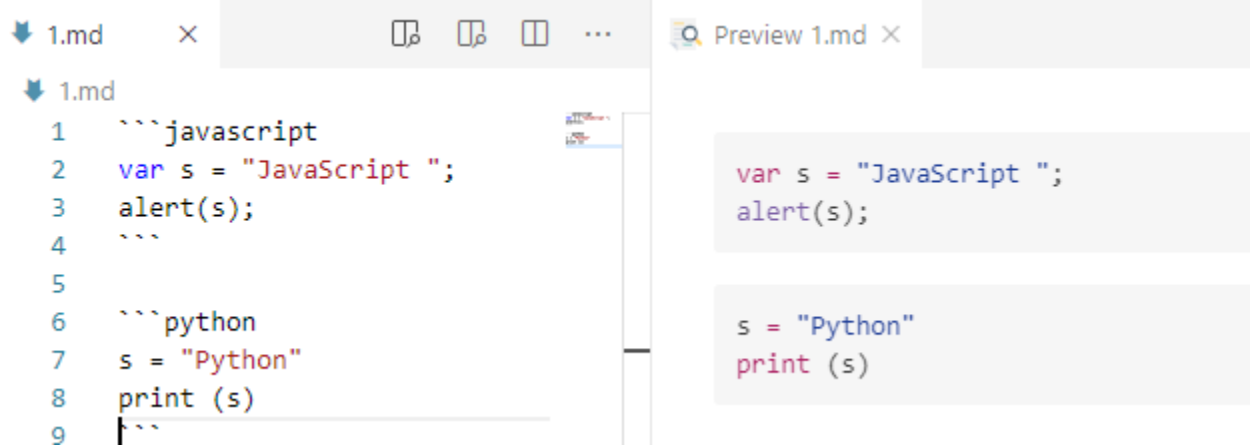 1.md
Preview 1.md
1.md
1 ```javascript
2 var s = "JavaScript ";
3 alert(s);
4 ```
5
6 ```python
7 s = "Python"
8 print (s)
9 ```
var s = "JavaScript ";
alert(s);
s = "Python"
print (s)